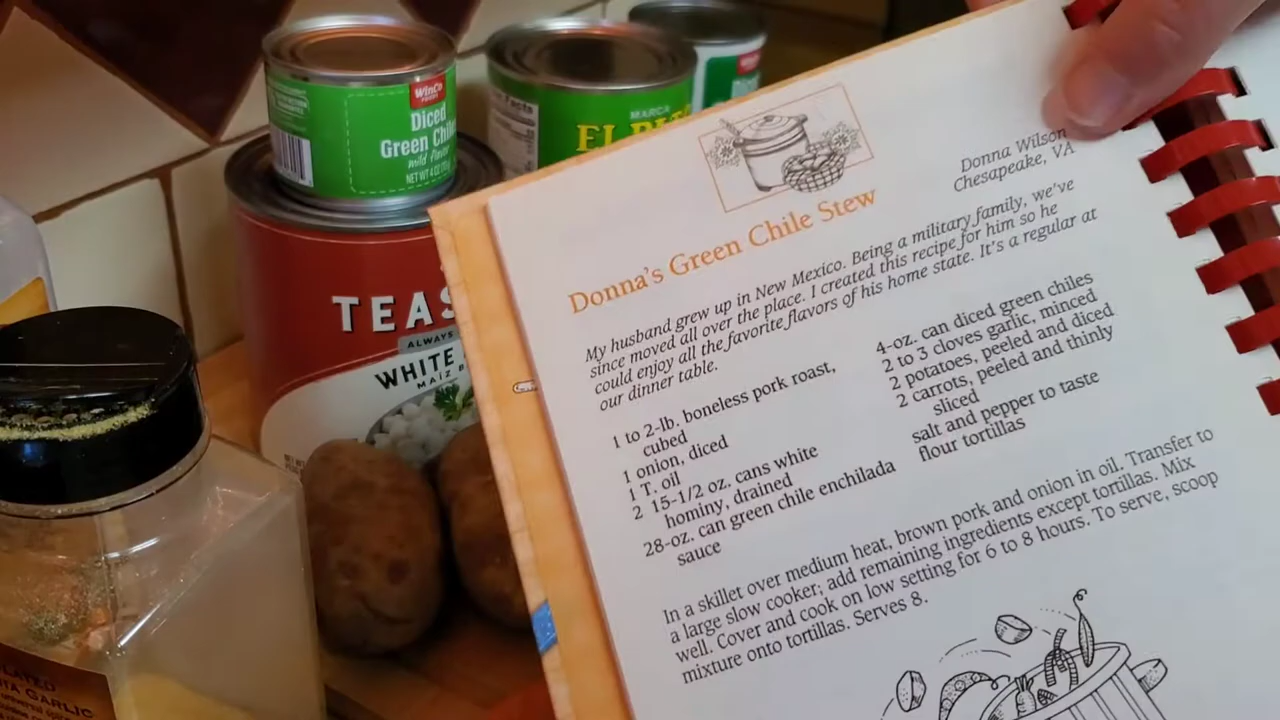 WinCo
FOODS
Diced
Green Chile
mild flavor
NET WT 4 OZ
Facts
MARCA
EL
TEAS
ALWAYS
WHITE
MAÍZ
GARLIC
Donna Wilson
Chesapeake, VA
Donna's Green Chile Stew
My husband grew up in New Mexico. Being a military family, we've
since moved all over the place. I created this recipe for him so he
could enjoy all the favorite flavors of his home state. It's a regular at
our dinner table.
1 to 2-lb. boneless pork roast,
cubed
1 onion, diced
1 T. oil
2 15-1/2 oz. cans white
hominy, drained
28-oz. can green chile enchilada
sauce
4-oz. can diced green chiles
2 to 3 cloves garlic, minced
2 potatoes, peeled and diced
2 carrots, peeled and thinly
sliced
salt and pepper to taste
flour tortillas
In a skillet over medium heat, brown pork and onion in oil. Transfer to
a large slow cooker; add remaining ingredients except tortillas. Mix
well. Cover and cook on low setting for 6 to 8 hours. To serve, scoop
mixture onto tortillas. Serves 8.